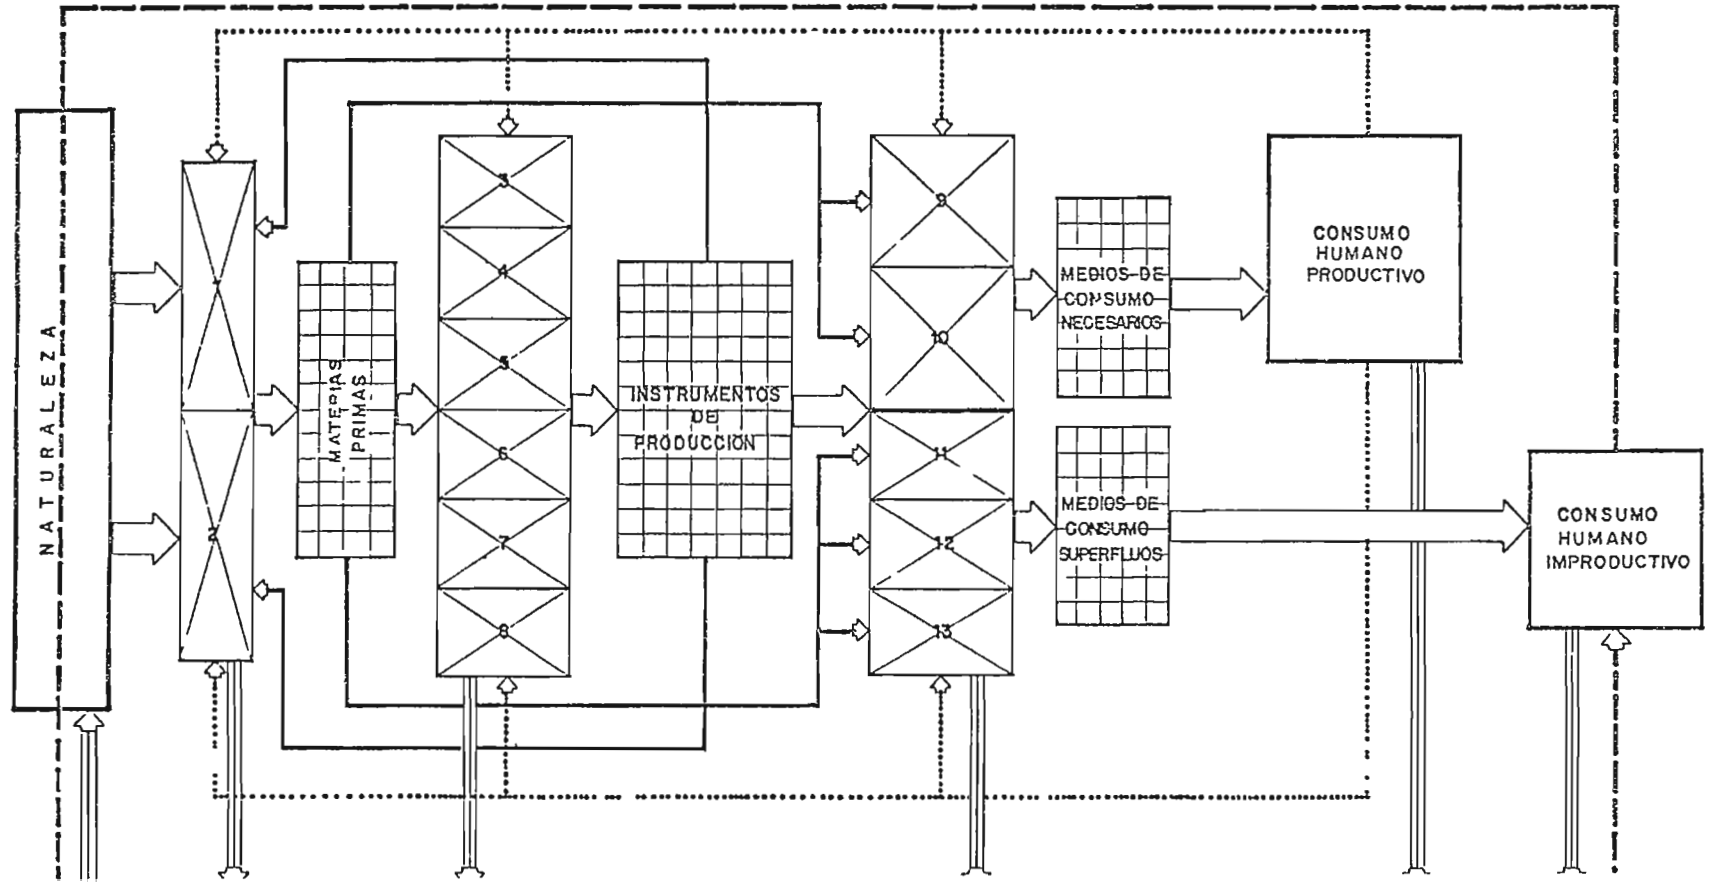 NATURALEZA
1
2
MATERIAS
PRIMAS
3
4
5
6
7
8
INSTRUMENTOS
DE
PRODUCCION
9
10
11
12
13
MEDIOS DE
CONSUMO
NECESARIOS
MEDIOS DE
CONSUMO
SUPERFLUOS
CONSUMO
HUMANO
PRODUCTIVO
CONSUMO
HUMANO
IMPRODUCTIVO